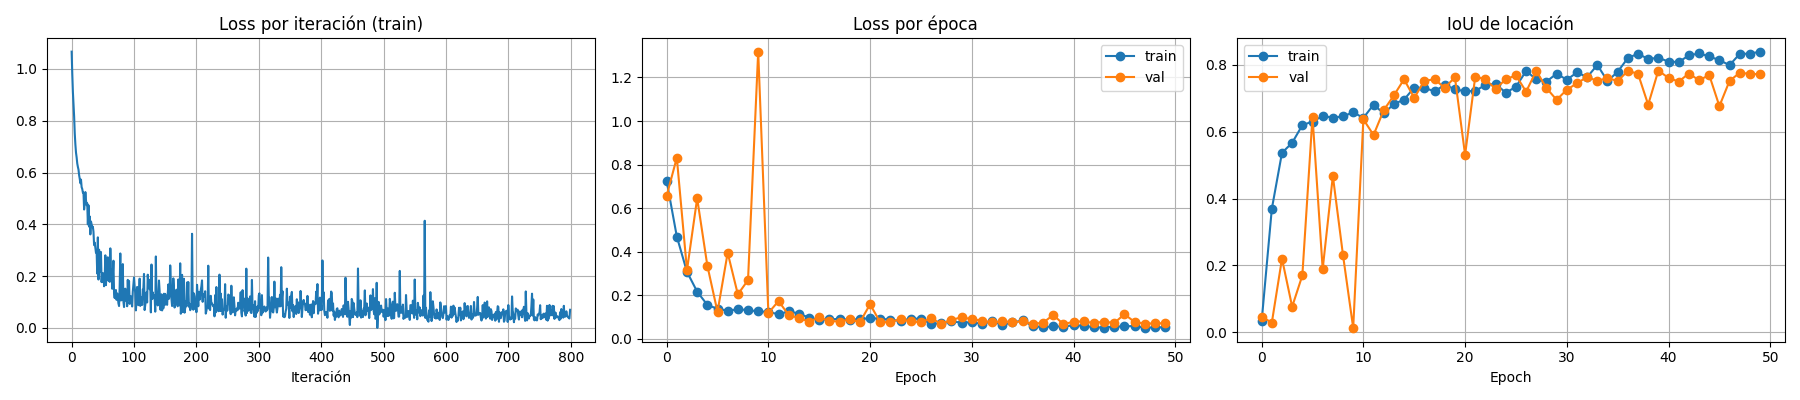 Loss por iteración (train)
1.0
0.8
0.6
0.4
0.2
0.0
0 100 200 300 400 500 600 700 800
Iteración
Loss por época
train
val
1.2
1.0
0.8
0.6
0.4
0.2
0.0
0 10 20 30 40 50
Epoch
IoU de locación
train
val
0.8
0.6
0.4
0.2
0.0
0 10 20 30 40 50
Epoch